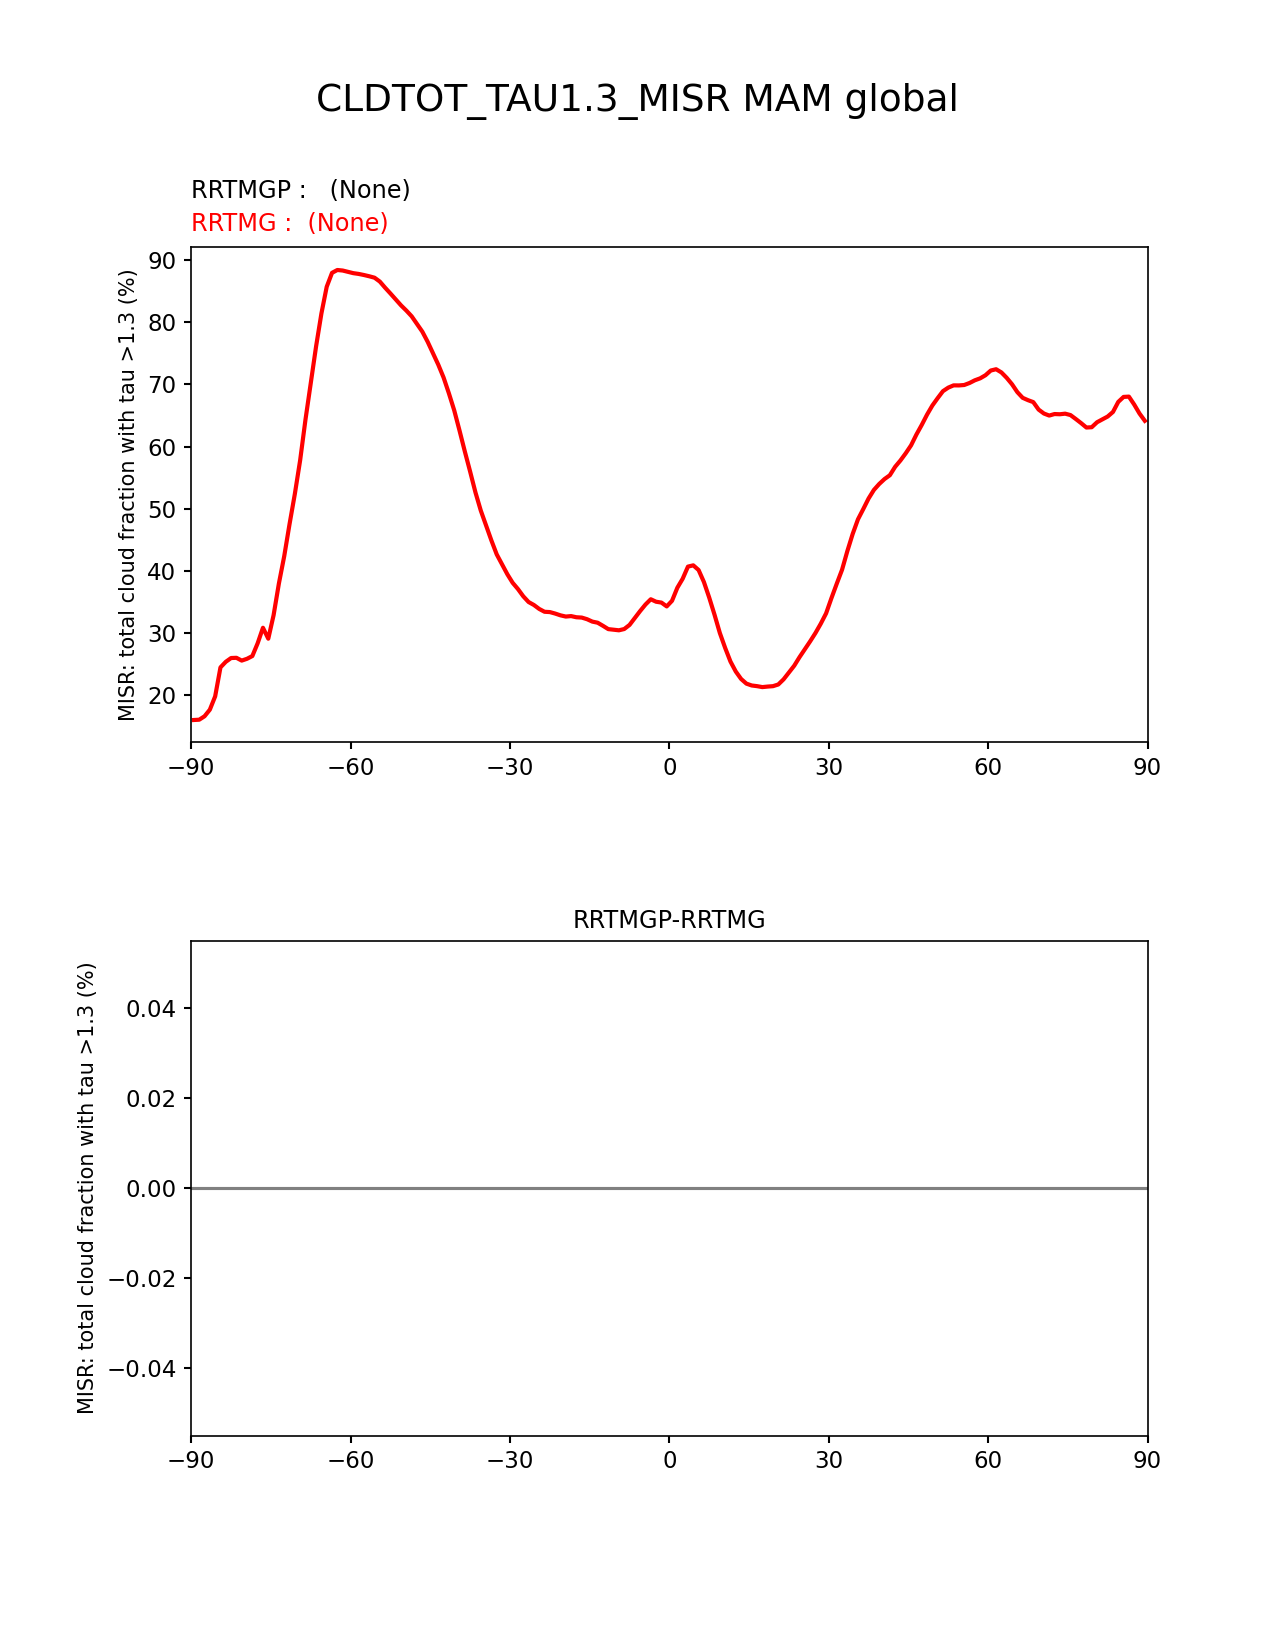 CLDTOT_TAU1.3_MISR MAM global
RRTMGP :   (None)
RRTMG :  (None)
MISR: total cloud fraction with tau >1.3 (%)
90
80
70
60
50
40
30
20
−90 −60 −30 0 30 60 90
RRTMGP-RRTMG
MISR: total cloud fraction with tau >1.3 (%)
0.04
0.02
0.00
−0.02
−0.04
−90 −60 −30 0 30 60 90